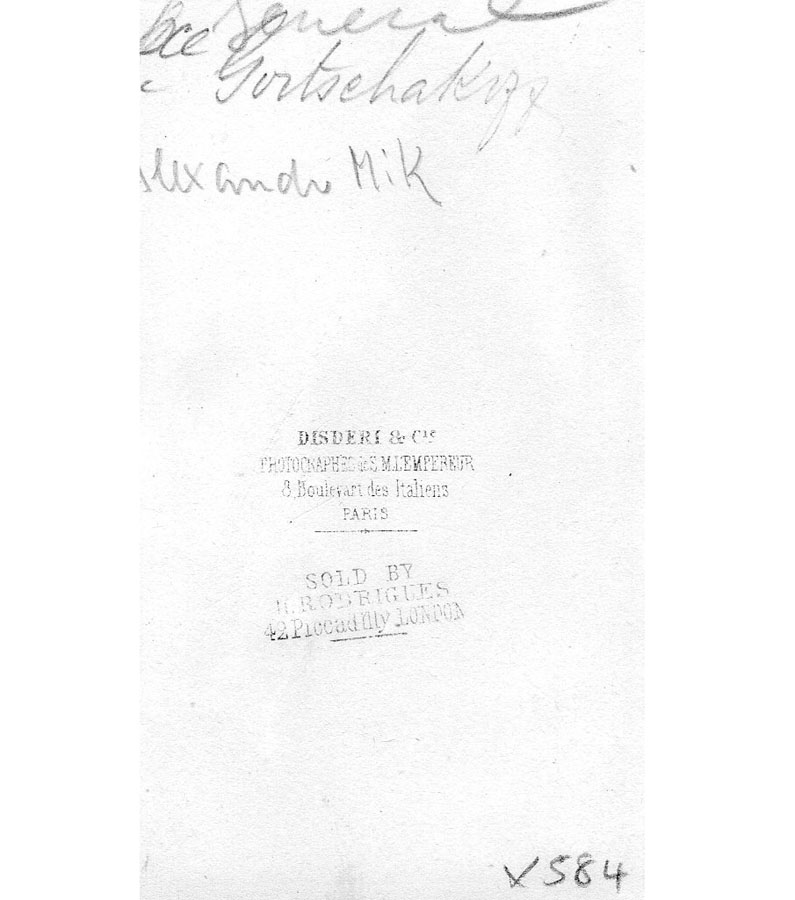 General
Gortschakoff
Alexandre Mik
DISDERI & Cie
PHOTOGRAPHES de S.M. L'EMPEREUR
8, Boulevart des Italiens
PARIS
SOLD BY
H. RODRIGUES
42 Piccadilly LONDON
584